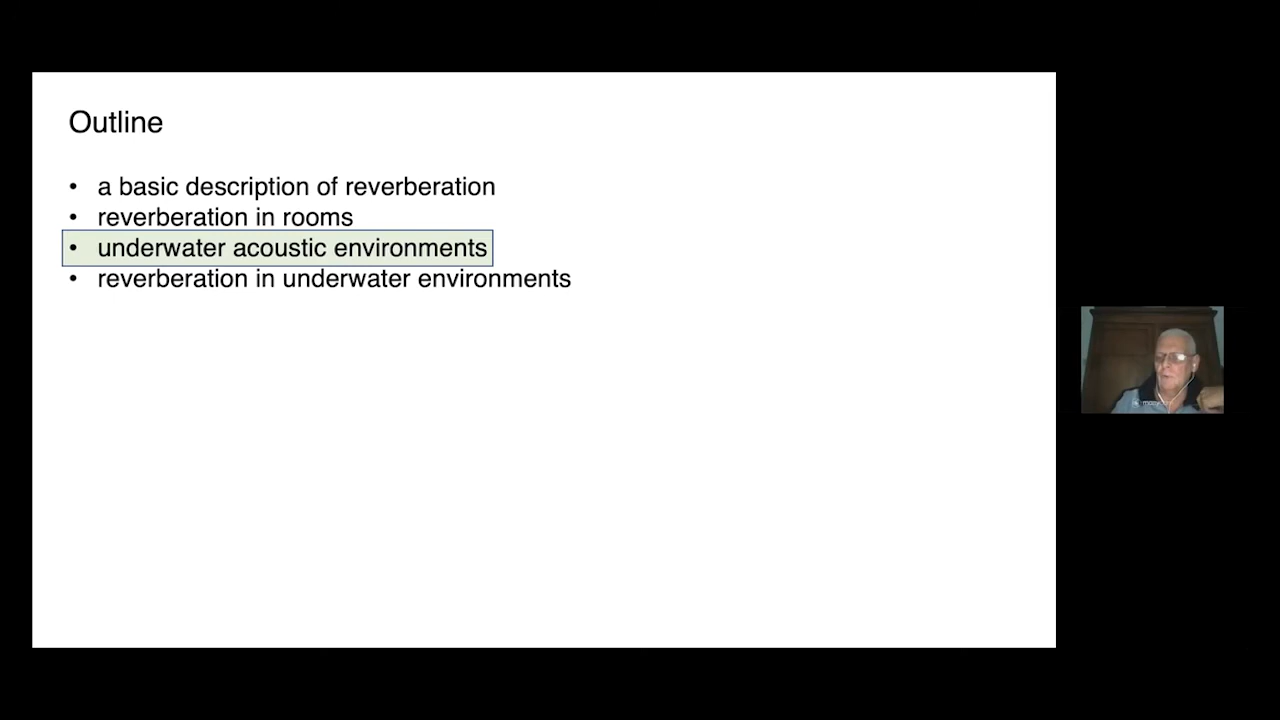 Outline
• a basic description of reverberation
• reverberation in rooms
• underwater acoustic environments
• reverberation in underwater environments